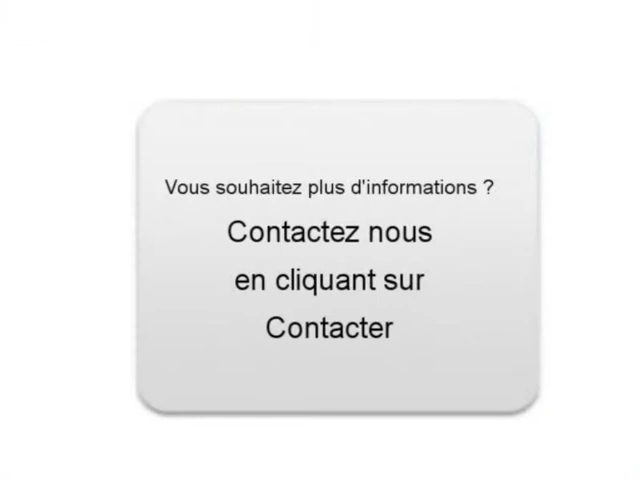 Vous souhaitez plus d'informations ?
Contactez nous
en cliquant sur
Contacter